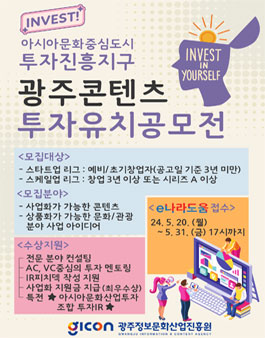 INVEST!
아시아문화중심도시
투자진흥지구
INVEST
IN
YOURSELF
광주콘텐츠
투자유치공모전
<모집대상>
- 스타트업 리그 : 예비/초기창업자(공고일 기준 3년 미만)
- 스케일업 리그 : 창업 3년 이상 또는 시리즈 A 이상
<모집분야>
- 사업화가 가능한 콘텐츠
- 상품화가 가능한 문화/관광
분야 사업 아이디어
<e나라도움 접수>
24. 5. 20. (월)
~ 5. 31. (금) 17시까지
<수상지원>
전문 분야 컨설팅
AC, VC중심의 투자 멘토링
IR피치덱 작성 지원
사업화 지원금 지급(최우수상)
특전 ★아시아문화산업투자
조합 투자IR★
gicon 광주정보문화산업진흥원